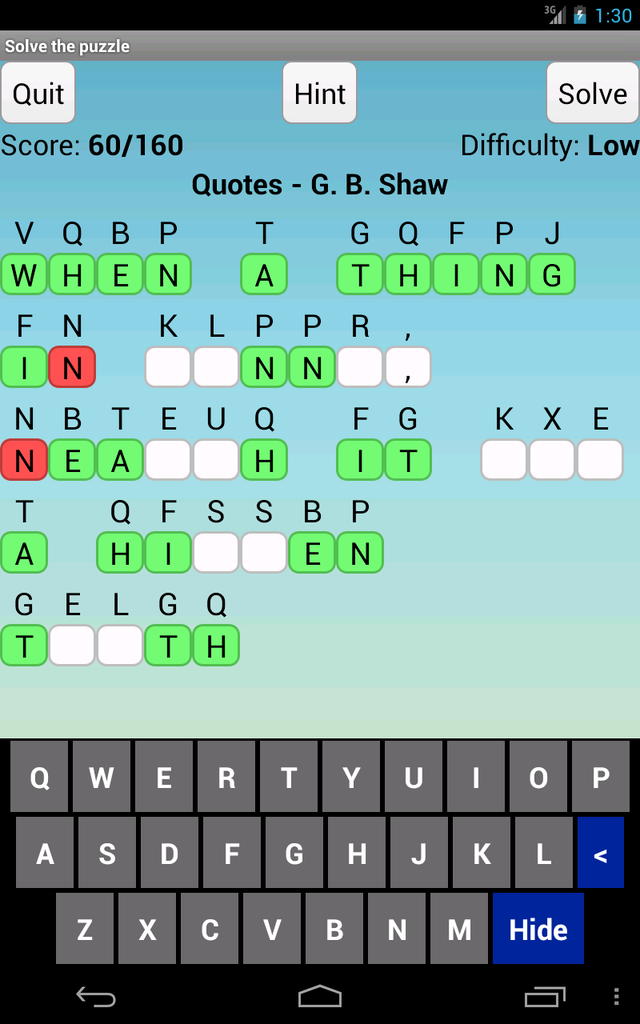 3G 1:30
Solve the puzzle
Quit Hint Solve
Score: 60/160 Difficulty: Low
Quotes - G. B. Shaw
V Q B P T G Q F P J
W H E N A T H I N G
F N K L P P R ,
I N N N ,
N B T E U Q F G K X E
N E A H I T
T Q F S S B P
A H I E N
G E L G Q
T T H
Q W E R T Y U I O P
A S D F G H J K L <
Z X C V B N M Hide